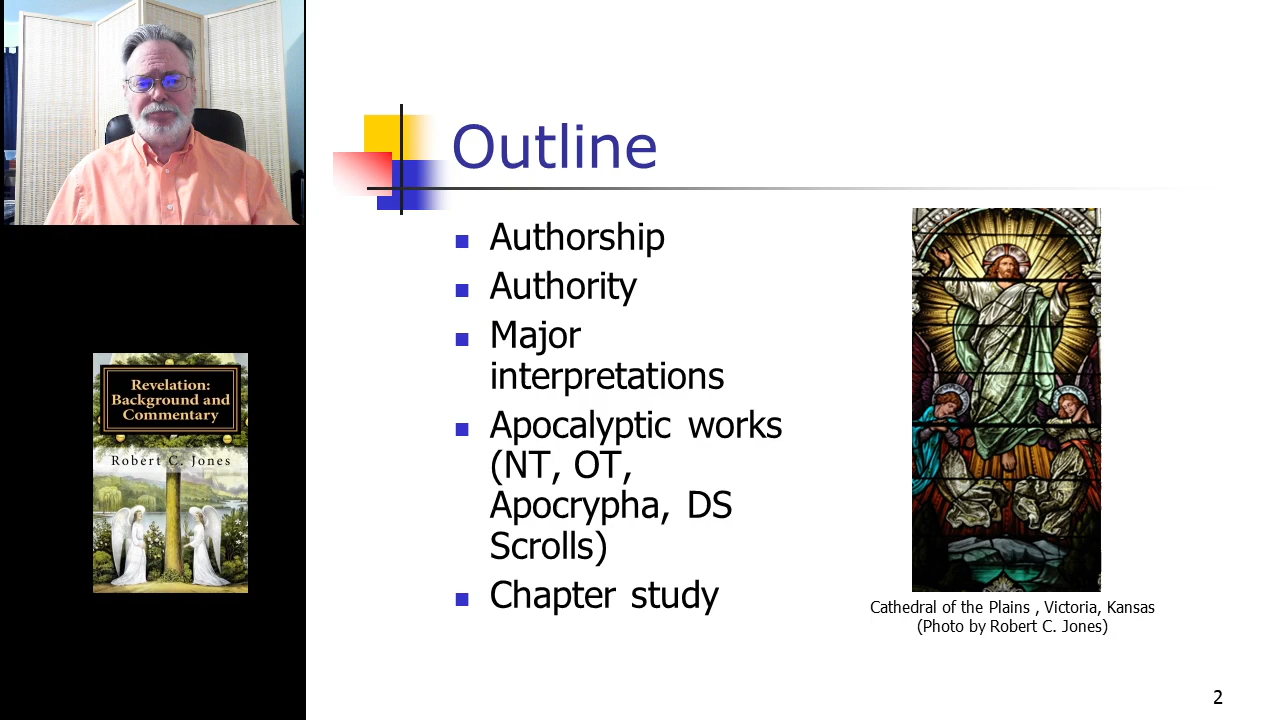 Outline
Authorship
Authority
Major
interpretations
Apocalyptic works
(NT, OT,
Apocrypha, DS
Scrolls)
Chapter study
Revelation:
Background and
Commentary
Robert C. Jones
Cathedral of the Plains , Victoria, Kansas
(Photo by Robert C. Jones)
2